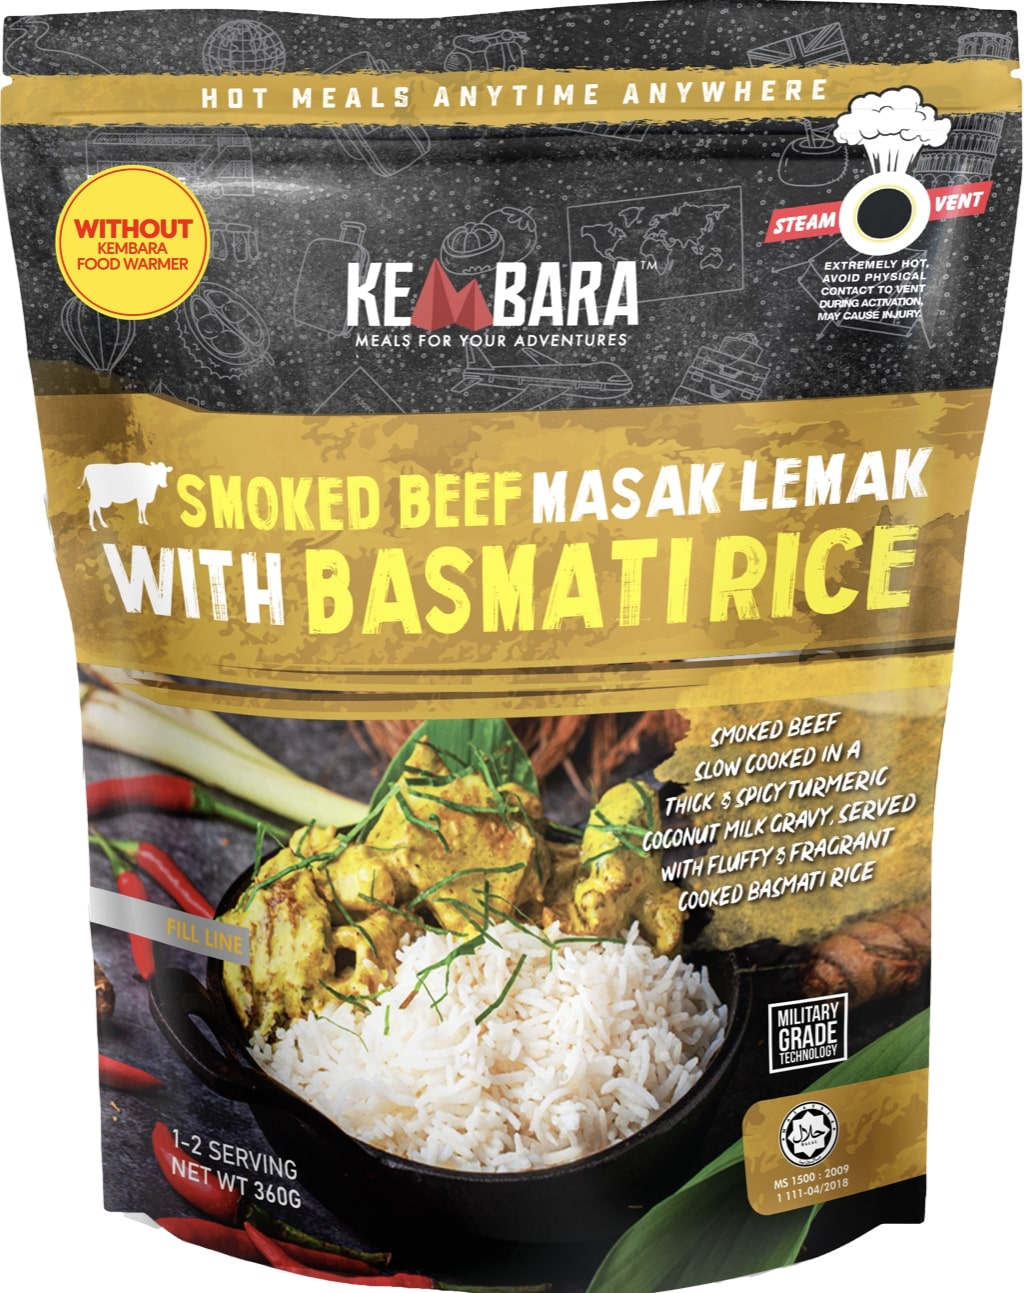 HOT MEALS ANYTIME ANYWHERE
WITHOUT
KEMBARA
FOOD WARMER
STEAM VENT
EXTREMELY HOT,
AVOID PHYSICAL
CONTACT TO VENT
DURING ACTIVATION,
MAY CAUSE INJURY.
KEMBARA™
MEALS FOR YOUR ADVENTURES
SMOKED BEEF MASAK LEMAK
WITH BASMATI RICE
SMOKED BEEF
SLOW COOKED IN A
THICK & SPICY TURMERIC
COCONUT MILK GRAVY, SERVED
WITH FLUFFY & FRAGRANT
COOKED BASMATI RICE
FILL LINE
MILITARY
GRADE
TECHNOLOGY
1-2 SERVING
NET WT 360G
حلال
HALAL
MS 1500 : 2009
1 111-04/2018